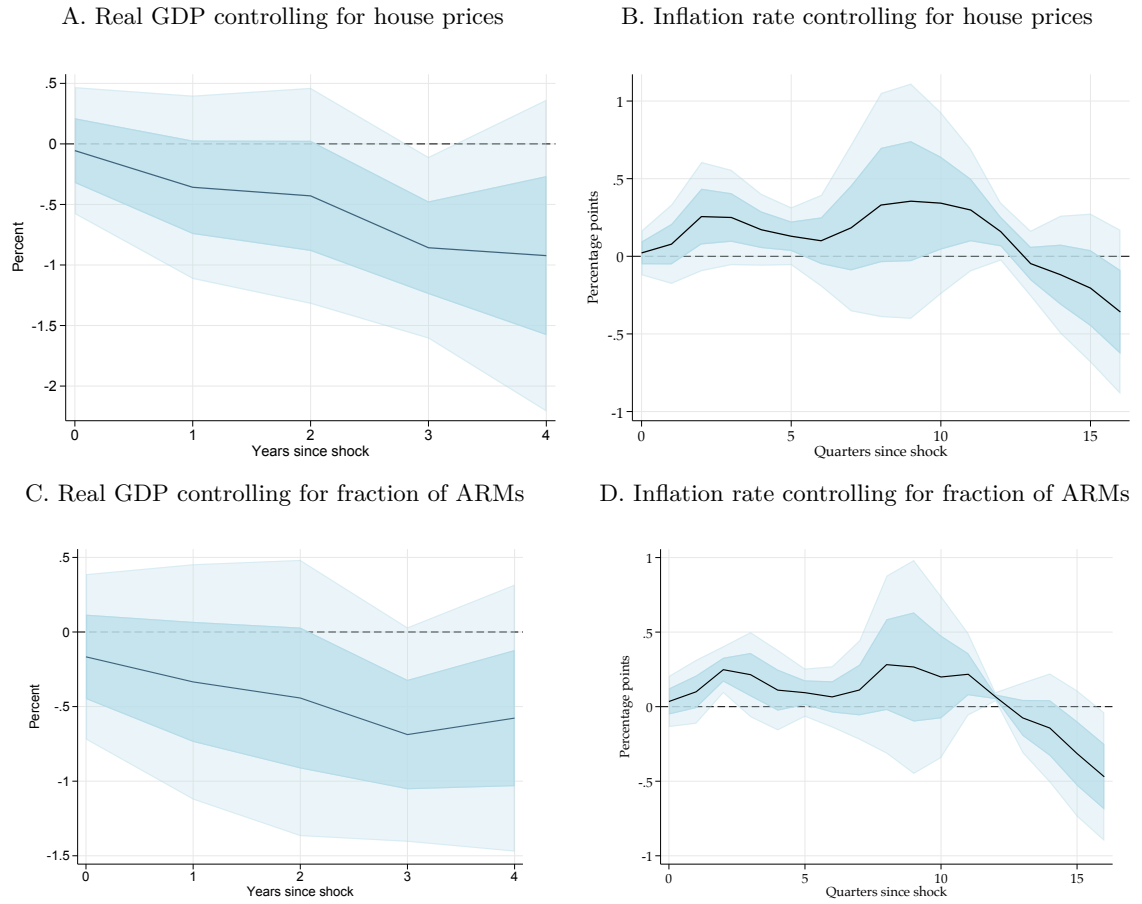 A. Real GDP controlling for house prices
.5
0
-.5
-1
-1.5
-2
Percent
0 1 2 3 4
Years since shock
B. Inflation rate controlling for house prices
1
.5
0
-.5
-1
Percentage points
0 5 10 15
Quarters since shock
C. Real GDP controlling for fraction of ARMs
.5
0
-.5
-1
-1.5
Percent
0 1 2 3 4
Years since shock
D. Inflation rate controlling for fraction of ARMs
1
.5
0
-.5
-1
Percentage points
0 5 10 15
Quarters since shock